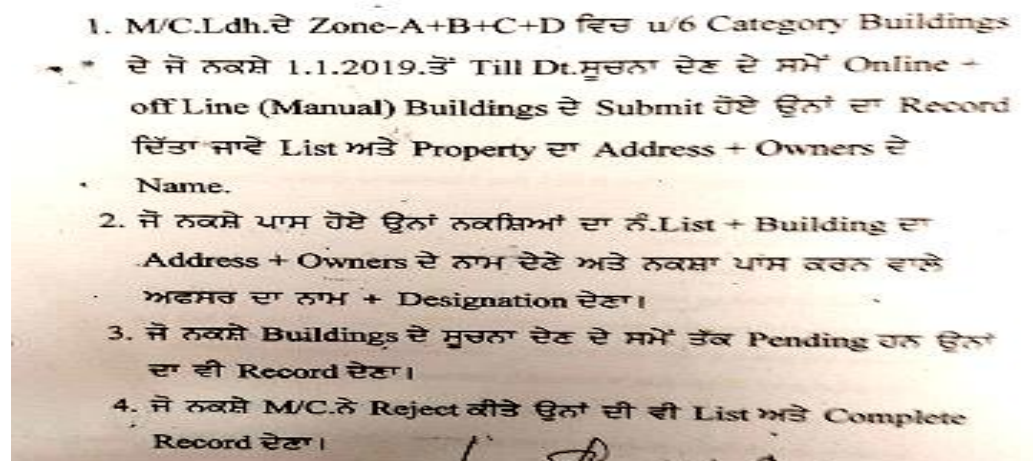 1. M/C.Ldh.ਦੇ Zone-A+B+C+D ਵਿਚ u/6 Category Buildings
ਦੇ ਜੋ ਨਕਸ਼ੇ 1.1.2019.ਤੋਂ Till Dt.ਸੂਚਨਾ ਦੇਣ ਦੇ ਸਮੇਂ Online +
off Line (Manual) Buildings ਦੇ Submit ਹੋਏ ਉਨਾਂ ਦਾ Record
ਦਿੱਤਾ ਜਾਵੇ List ਅਤੇ Property ਦਾ Address + Owners ਦੇ
Name.
2. ਜੋ ਨਕਸ਼ੇ ਪਾਸ ਹੋਏ ਉਨਾਂ ਨਕਸ਼ਿਆਂ ਦਾ ਨੰ.List + Building ਦਾ
Address + Owners ਦੇ ਨਾਮ ਦੇਣੇ ਅਤੇ ਨਕਸ਼ਾ ਪਾਸ ਕਰਨ ਵਾਲੇ
ਅਫਸਰ ਦਾ ਨਾਮ + Designation ਦੇਣਾ।
3. ਜੋ ਨਕਸ਼ੇ Buildings ਦੇ ਸੂਚਨਾ ਦੇਣ ਦੇ ਸਮੇਂ ਤੱਕ Pending ਹਨ ਉਨਾਂ
ਦਾ ਵੀ Record ਦੇਣਾ।
4. ਜੋ ਨਕਸ਼ੇ M/C.ਨੇ Reject ਕੀਤੇ ਉਨਾਂ ਦੀ ਵੀ List ਅਤੇ Complete
Record ਦੇਣਾ।